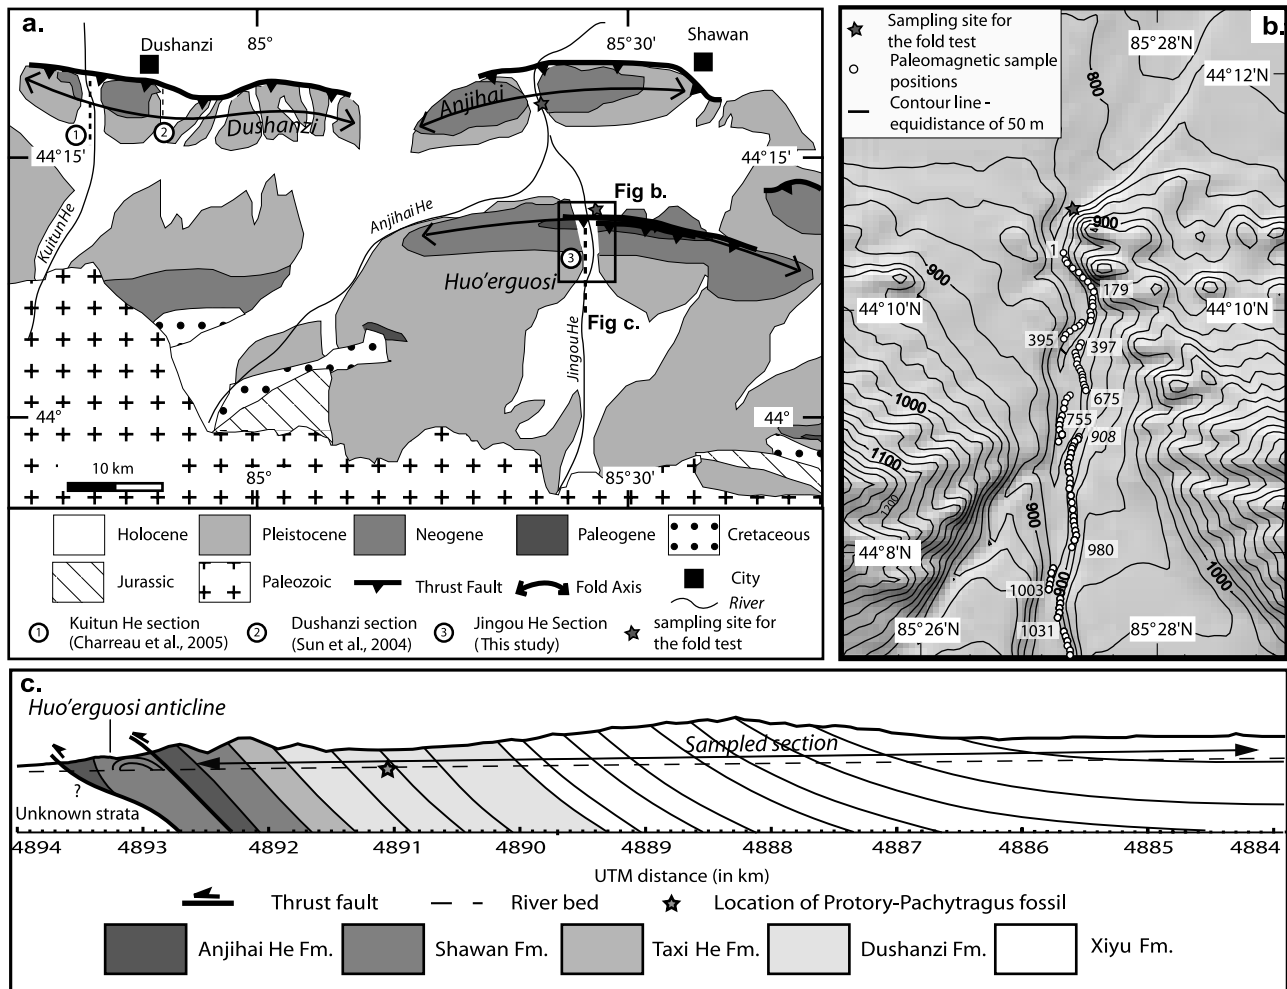 a.
Dushanzi
85°
85°30'
Shawan
Anjihai
Dushanzi
1
2
44°15'
44°15'
Kuitun He
Anjihai He
Fig b.
3
Huo'erguosi
Fig c.
Jingou He
44°
44°
10 km
85°
85°30'
Holocene
Pleistocene
Neogene
Paleogene
Cretaceous
Jurassic
Paleozoic
Thrust Fault
Fold Axis
City
River
1 Kuitun He section
(Charreau et al., 2005)
2 Dushanzi section
(Sun et al., 2004)
3 Jingou He Section
(This study)
sampling site for
the fold test
b.
Sampling site for
the fold test
Paleomagnetic sample
positions
Contour line -
equidistance of 50 m
85°28'N
44°12'N
800
900
1
179
900
44°10'N
44°10'N
395
397
675
1000
755
908
1100
1200
900
980
44°8'N
1003
900
1000
1031
85°26'N
85°28'N
c.
Huo'erguosi anticline
Sampled section
?
Unknown strata
4894 4893 4892 4891 4890 4889 4888 4887 4886 4885 4884
UTM distance (in km)
Thrust fault
River bed
Location of Protory-Pachytragus fossil
Anjihai He Fm.
Shawan Fm.
Taxi He Fm.
Dushanzi Fm.
Xiyu Fm.